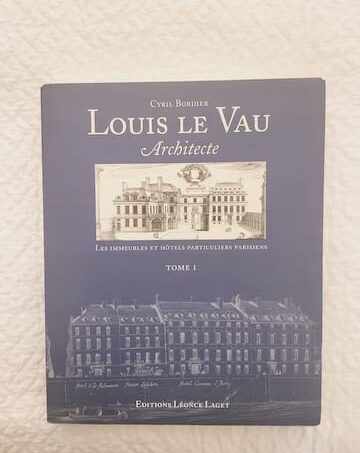 Cyril Bordier
Louis le Vau
Architecte
Les immeubles et hôtels particuliers parisiens
TOME I
Editions Léonce Laget